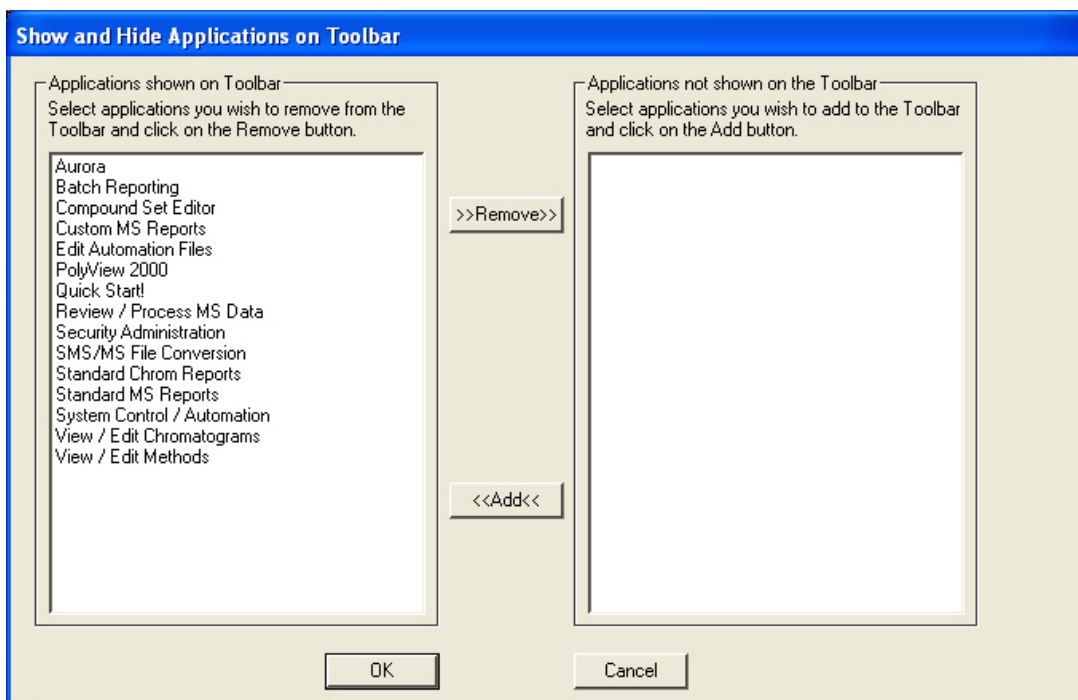 Show and Hide Applications on Toolbar
Applications shown on Toolbar
Select applications you wish to remove from the
Toolbar and click on the Remove button.
Aurora
Batch Reporting
Compound Set Editor
Custom MS Reports
Edit Automation Files
PolyView 2000
Quick Start!
Review / Process MS Data
Security Administration
SMS/MS File Conversion
Standard Chrom Reports
Standard MS Reports
System Control / Automation
View / Edit Chromatograms
View / Edit Methods
>>Remove>>
<<Add<<
Applications not shown on the Toolbar
Select applications you wish to add to the Toolbar
and click on the Add button.
OK
Cancel